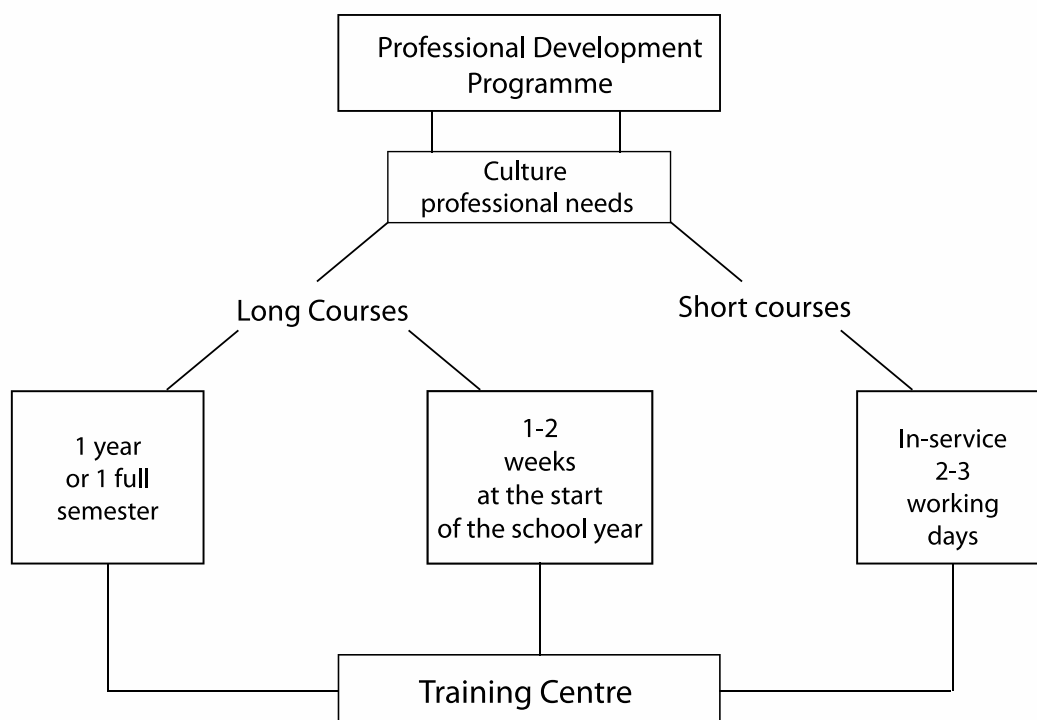 Professional Development
Programme
Culture
professional needs
Long Courses
Short courses
1 year
or 1 full
semester
1-2
weeks
at the start
of the school year
In-service
2-3
working
days
Training Centre